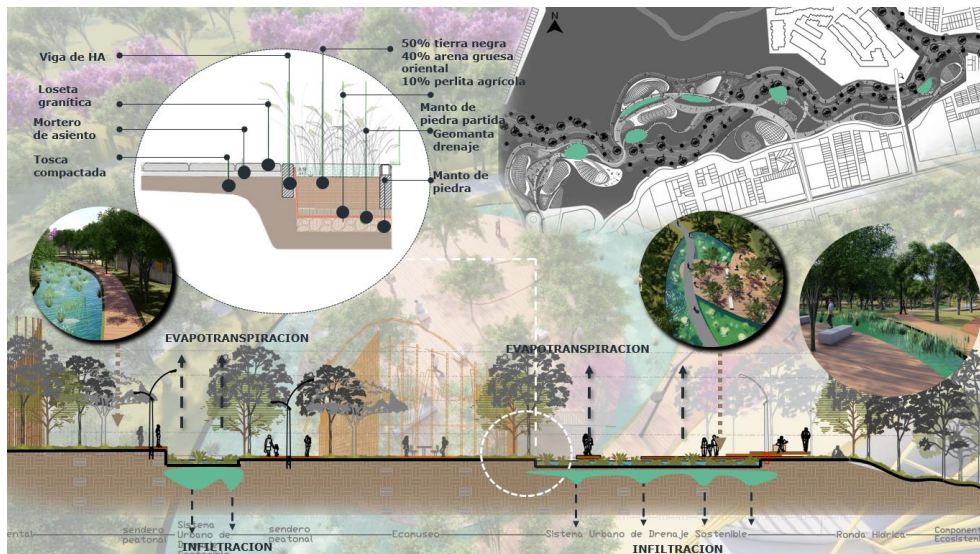 Viga de HA
Loseta
granítica
Mortero
de asiento
Tosca
compactada
50% tierra negra
40% arena gruesa
oriental
10% perlita agrícola
Manto de
piedra partida
Geomanta
drenaje
Manto de
piedra
N
EVAPOTRANSPIRACION
EVAPOTRANSPIRACION
sendero
peatonal
Sistema
Urbano de
sendero
peatonal
Ecomuseo
Sistema Urbano de Drenaje Sostenible
Ronda Hídrica
INFILTRACION
INFILTRACION